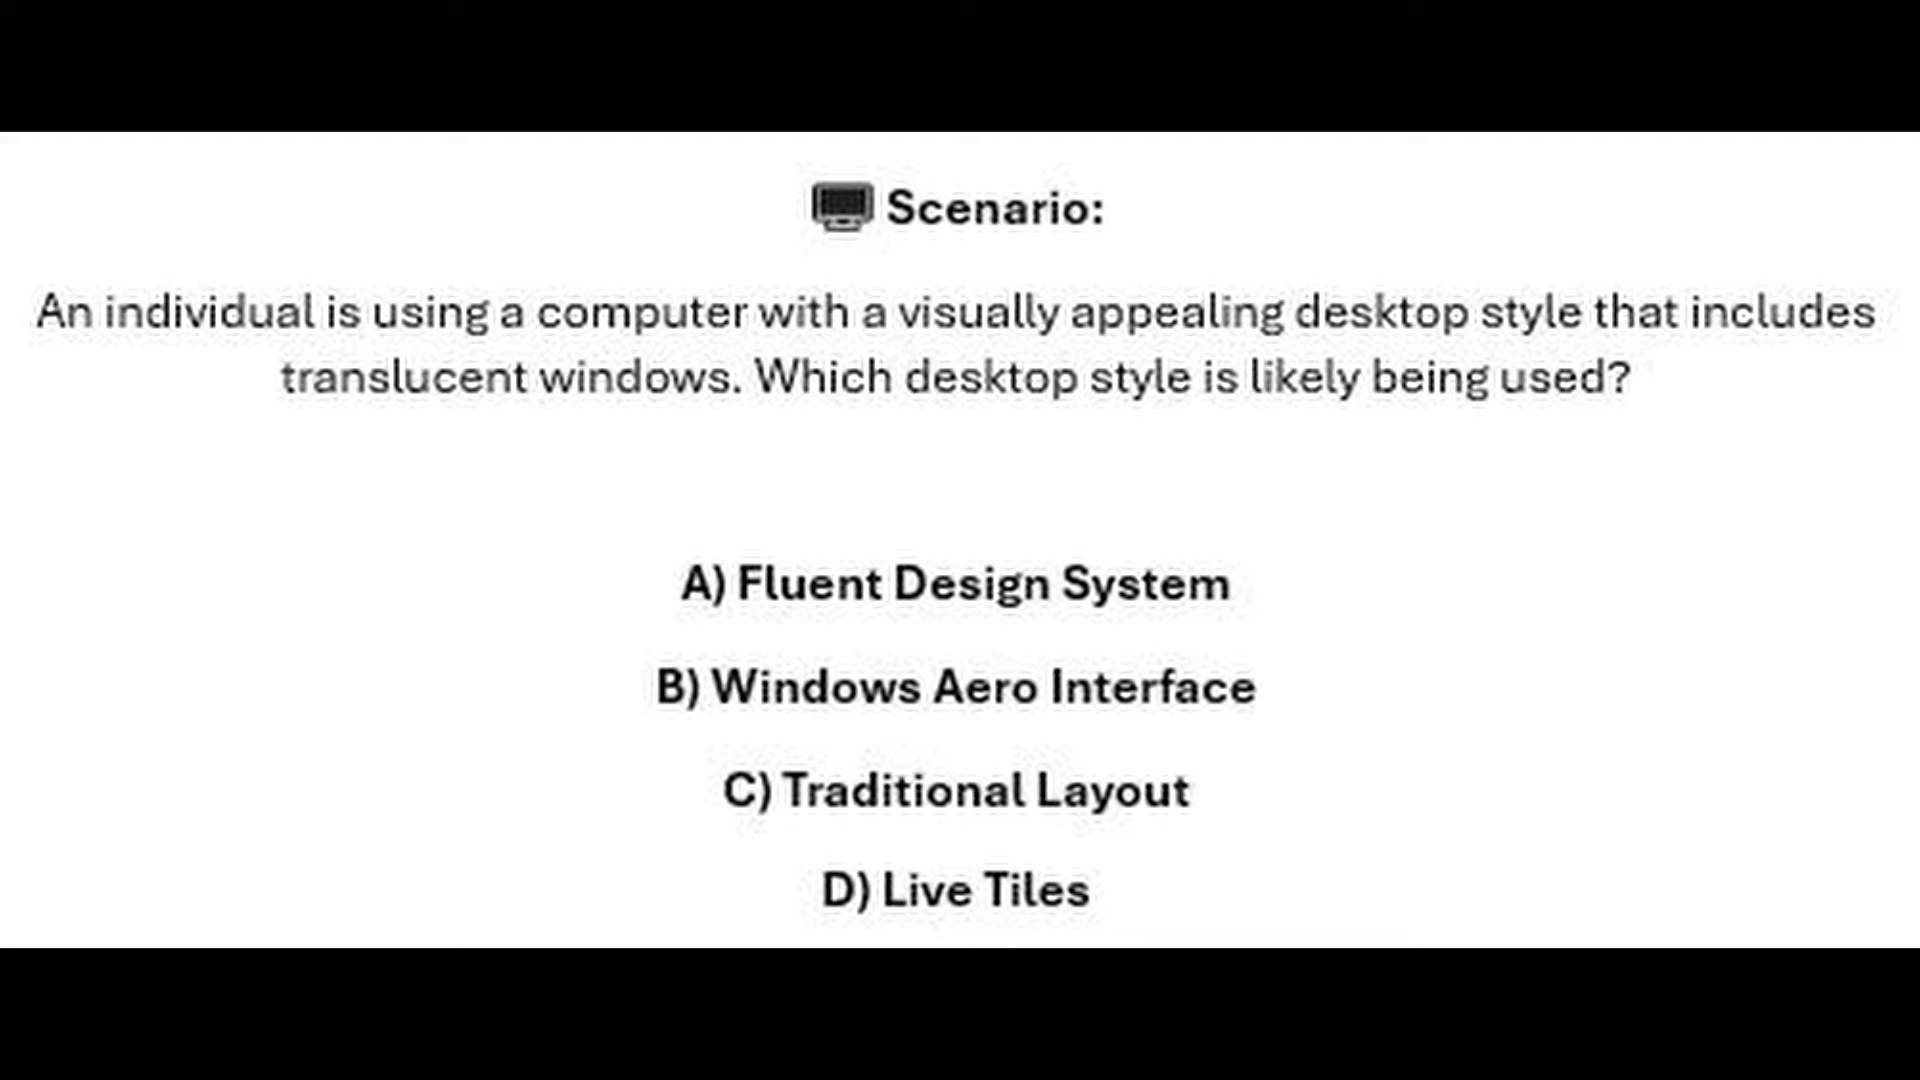 🖥 Scenario:
An individual is using a computer with a visually appealing desktop style that includes
translucent windows. Which desktop style is likely being used?
A) Fluent Design System
B) Windows Aero Interface
C) Traditional Layout
D) Live Tiles